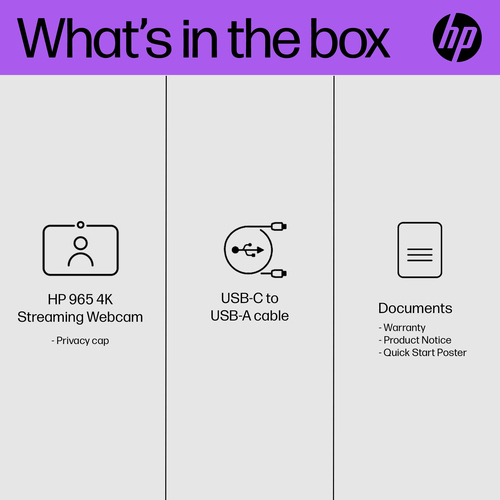 What's in the box
hp
HP 965 4K
Streaming Webcam
- Privacy cap
USB-C to
USB-A cable
Documents
- Warranty
- Product Notice
- Quick Start Poster